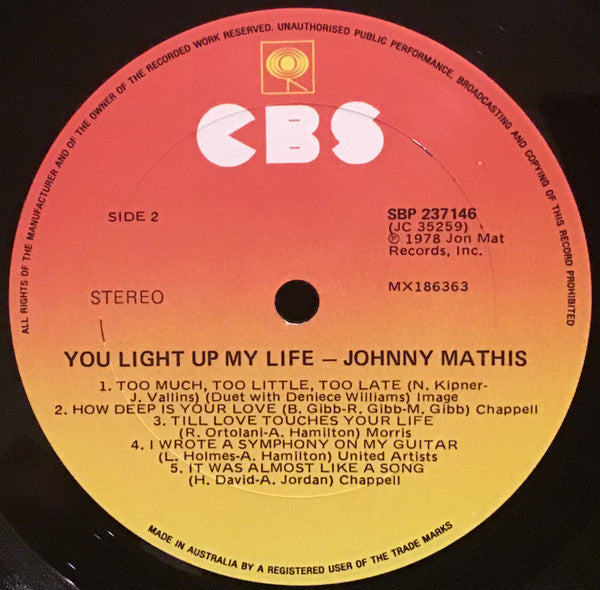 ALL RIGHTS OF THE MANUFACTURER AND OF THE OWNER OF THE RECORDED WORK RESERVED. UNAUTHORISED PUBLIC PERFORMANCE, BROADCASTING AND COPYING OF THIS RECORD PROHIBITED
CBS
SIDE 2
SBP 237146
(JC 35259)
℗ 1978 Jon Mat
Records, Inc.
STEREO
MX186363
YOU LIGHT UP MY LIFE – JOHNNY MATHIS
1. TOO MUCH, TOO LITTLE, TOO LATE (N. Kipner-
J. Vallins) (Duet with Deniece Williams) Image
2. HOW DEEP IS YOUR LOVE (B. Gibb-R. Gibb-M. Gibb) Chappell
3. TILL LOVE TOUCHES YOUR LIFE
(R. Ortolani-A. Hamilton) Morris
4. I WROTE A SYMPHONY ON MY GUITAR
(L. Holmes-A. Hamilton) United Artists
5. IT WAS ALMOST LIKE A SONG
(H. David-A. Jordan) Chappell
MADE IN AUSTRALIA BY A REGISTERED USER OF THE TRADE MARKS